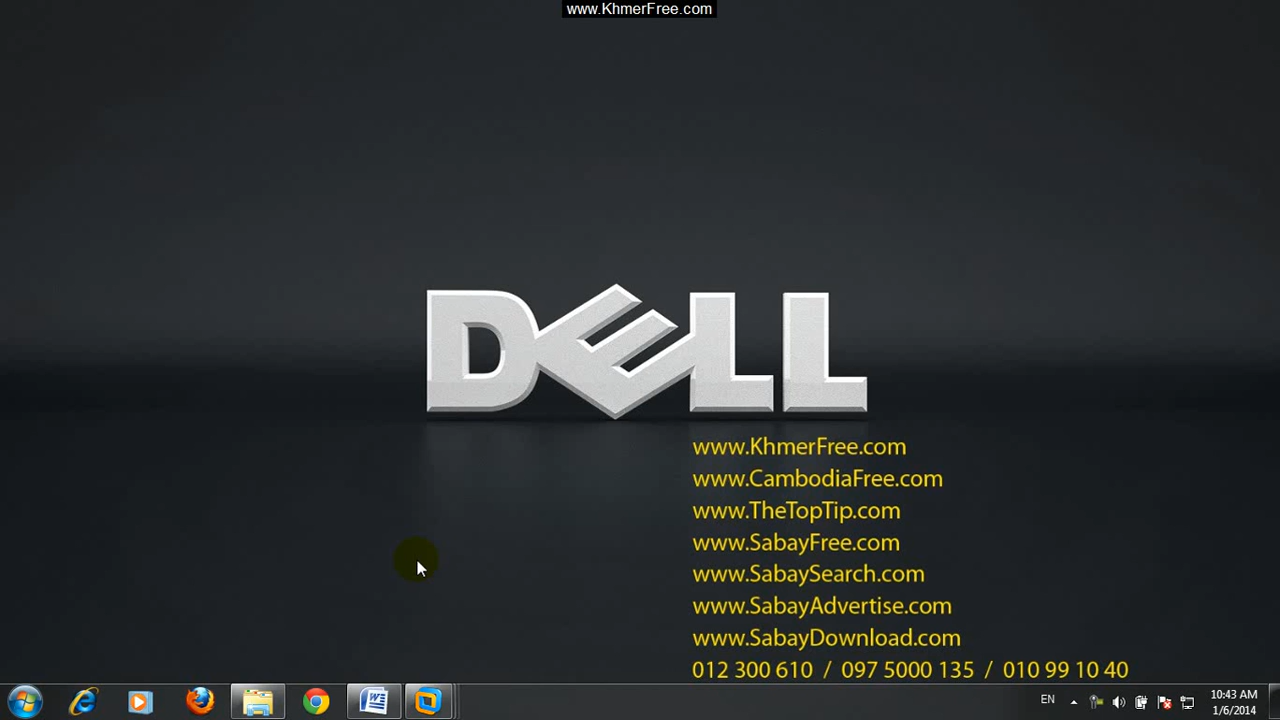 www.KhmerFree.com
DELL
www.KhmerFree.com
www.CambodiaFree.com
www.TheTopTip.com
www.SabayFree.com
www.SabaySearch.com
www.SabayAdvertise.com
www.SabayDownload.com
012 300 610 / 097 5000 135 / 010 99 10 40
EN
10:43 AM
1/6/2014